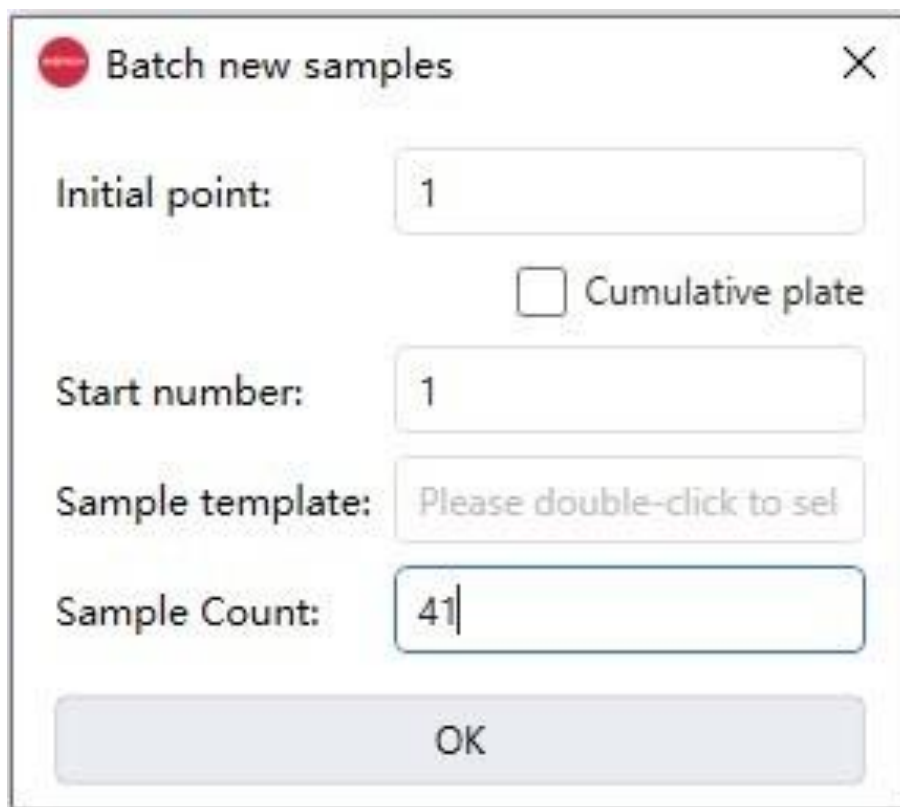 Batch new samples
Initial point: 1
Cumulative plate
Start number: 1
Sample template: Please double-click to sel
Sample Count: 41
OK